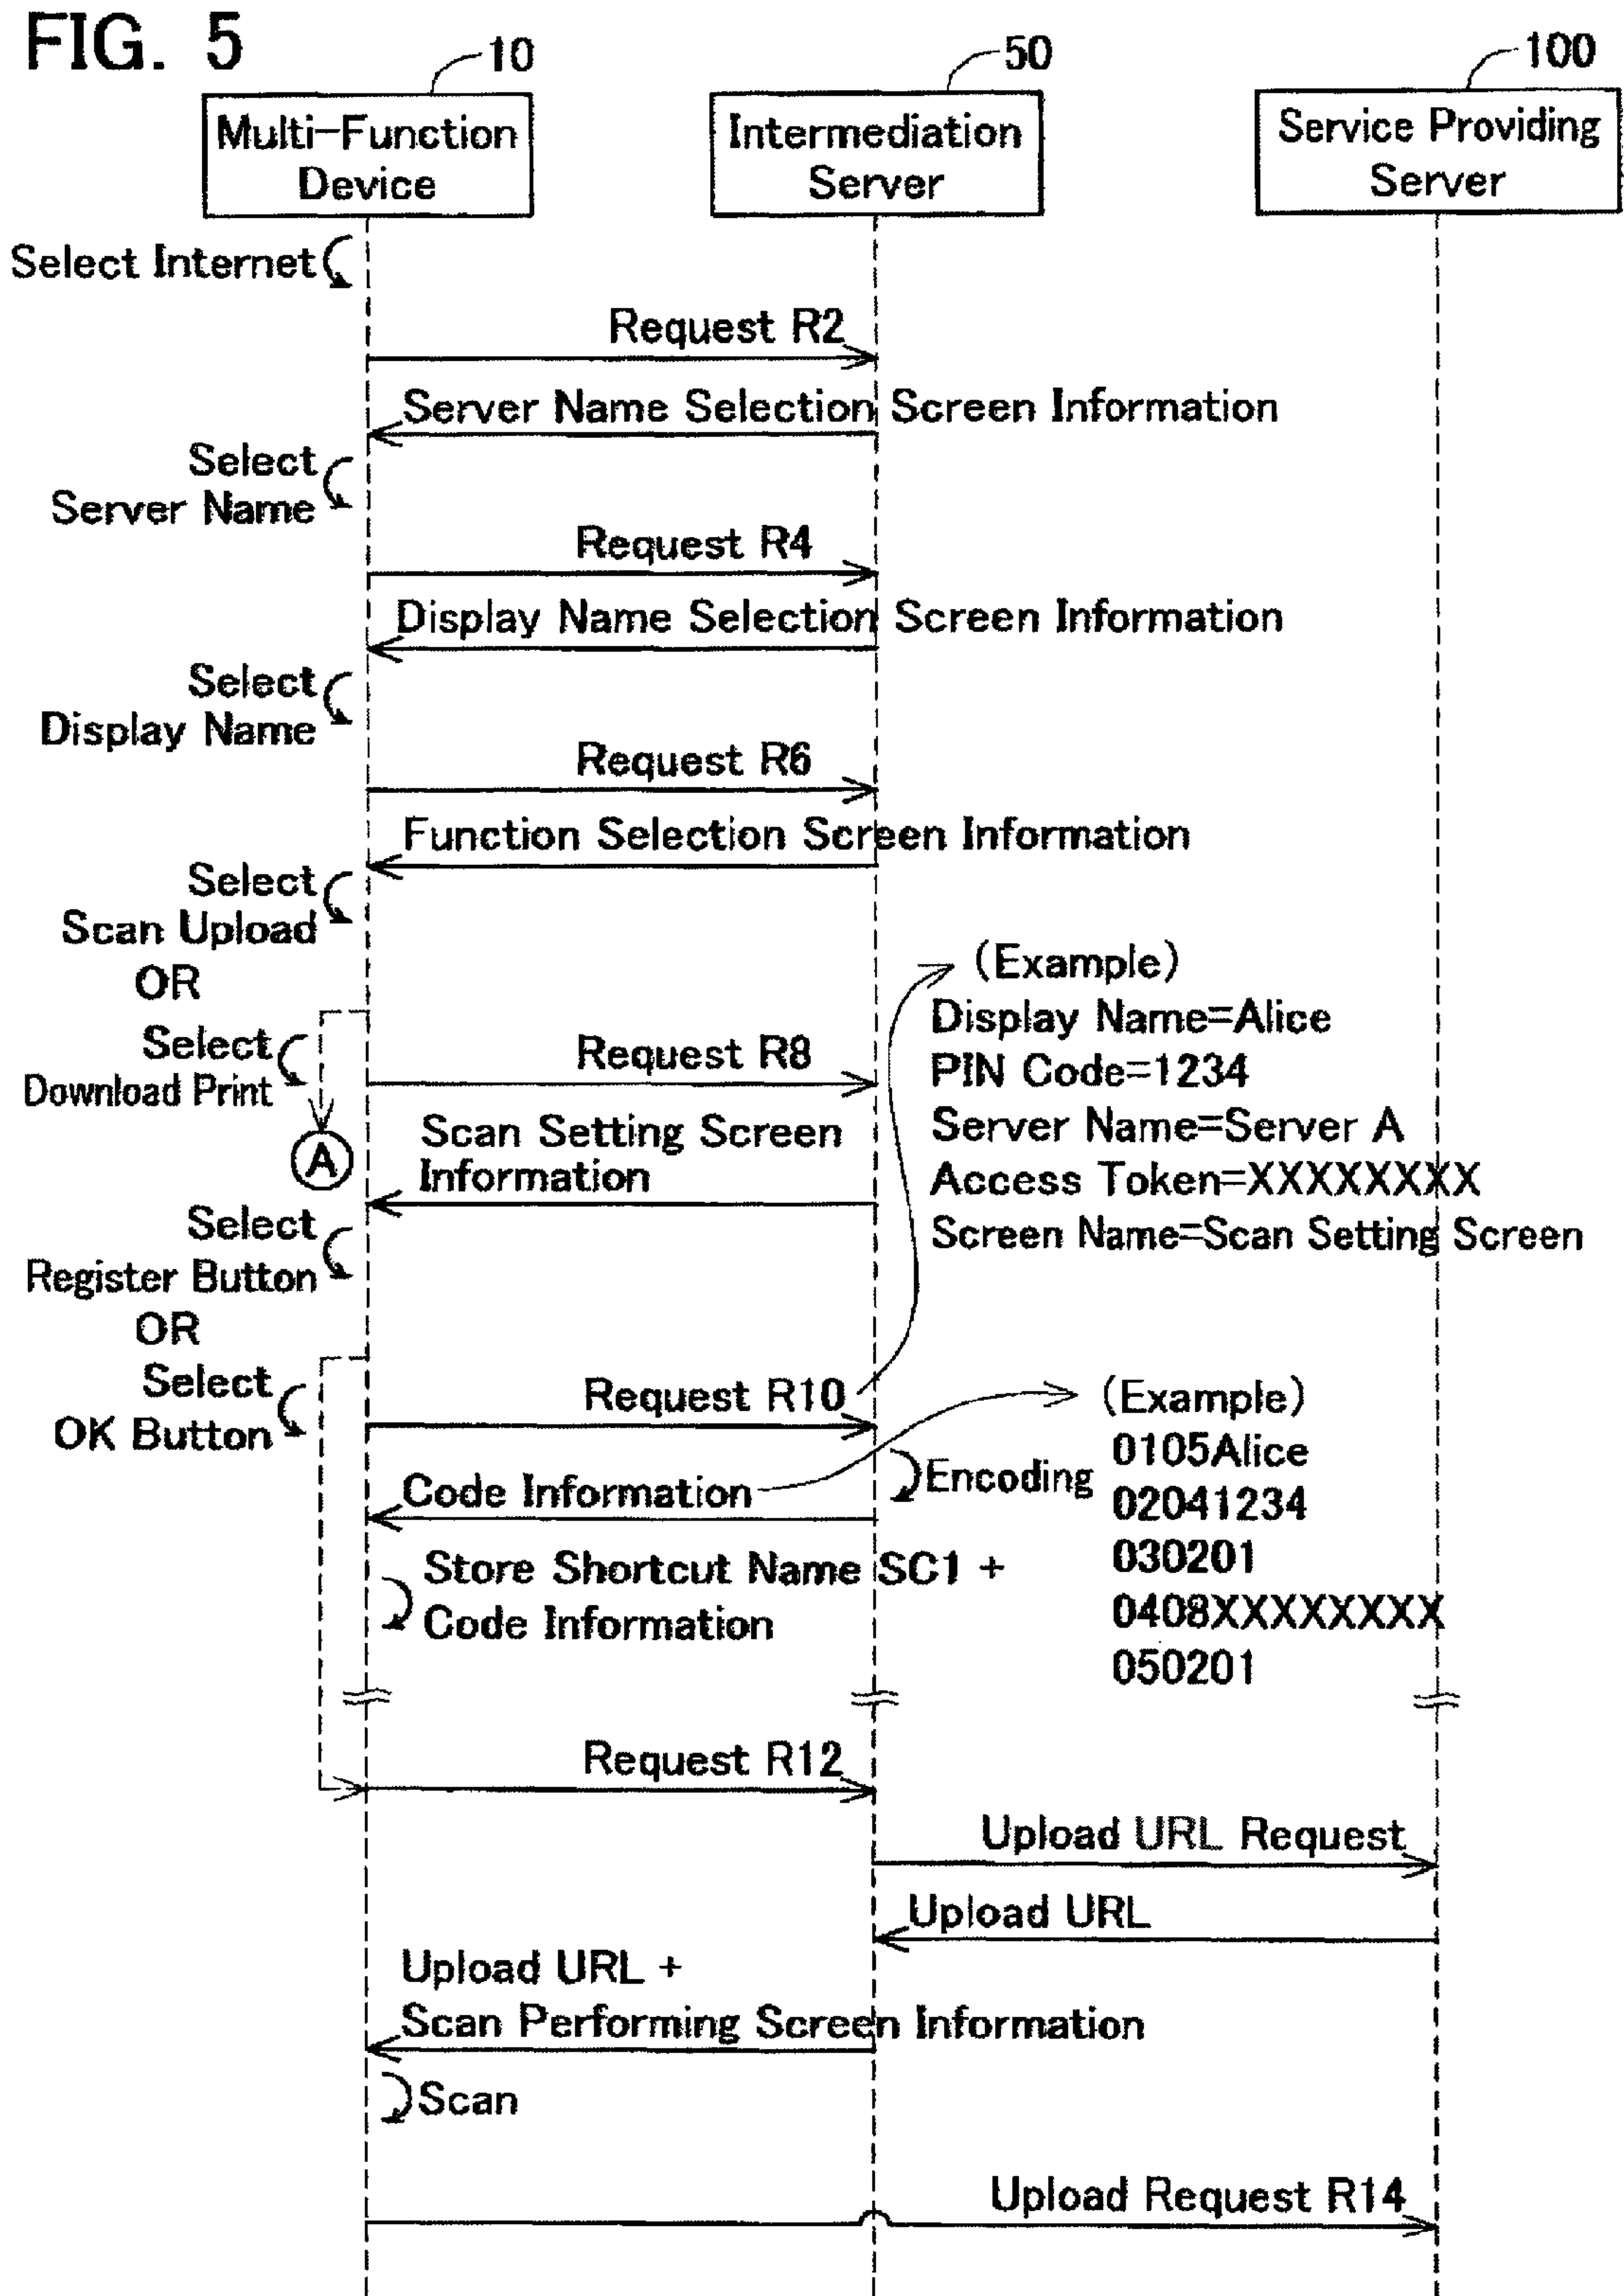 FIG. 5
10
50
100
Multi-Function
Device
Intermediation
Server
Service Providing
Server
Select Internet
Request R2
Server Name Selection Screen Information
Select
Server Name
Request R4
Display Name Selection Screen Information
Select
Display Name
Request R6
Function Selection Screen Information
Select
Scan Upload
OR
Select
Download Print
A
Request R8
(Example)
Display Name=Alice
PIN Code=1234
Server Name=Server A
Access Token=XXXXXXXX
Screen Name=Scan Setting Screen
Scan Setting Screen
Information
Select
Register Button
OR
Select
OK Button
Request R10
Encoding
(Example)
0105Alice
02041234
030201
0408XXXXXXXX
050201
Code Information
Store Shortcut Name SC1 +
Code Information
Request R12
Upload URL Request
Upload URL
Upload URL +
Scan Performing Screen Information
Scan
Upload Request R14